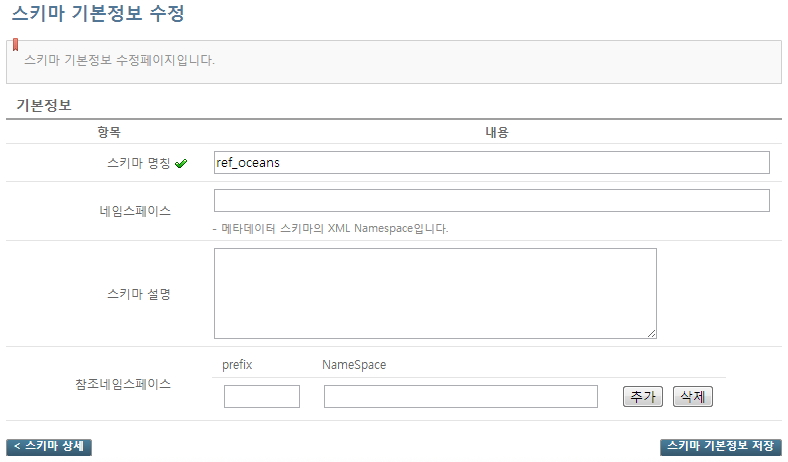 스키마 기본정보 수정
스키마 기본정보 수정페이지입니다.
기본정보
항목 내용
스키마 명칭 ref_oceans
네임스페이스
- 메타데이터 스키마의 XML Namespace입니다.
스키마 설명
prefix NameSpace
참조네임스페이스 추가 삭제
< 스키마 상세 스키마 기본정보 저장